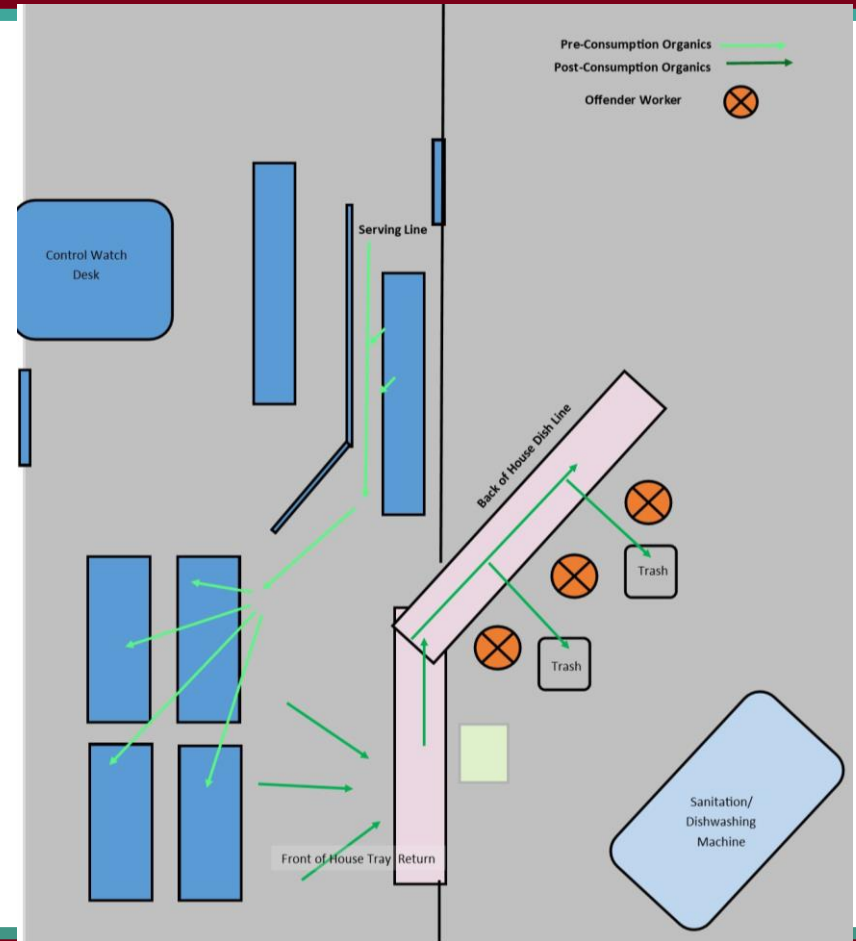 Pre-Consumption Organics
Post-Consumption Organics
Offender Worker
Serving Line
Control Watch
Desk
Back of House Dish Line
Trash
Trash
Sanitation/
Dishwashing
Machine
Front of House Tray Return